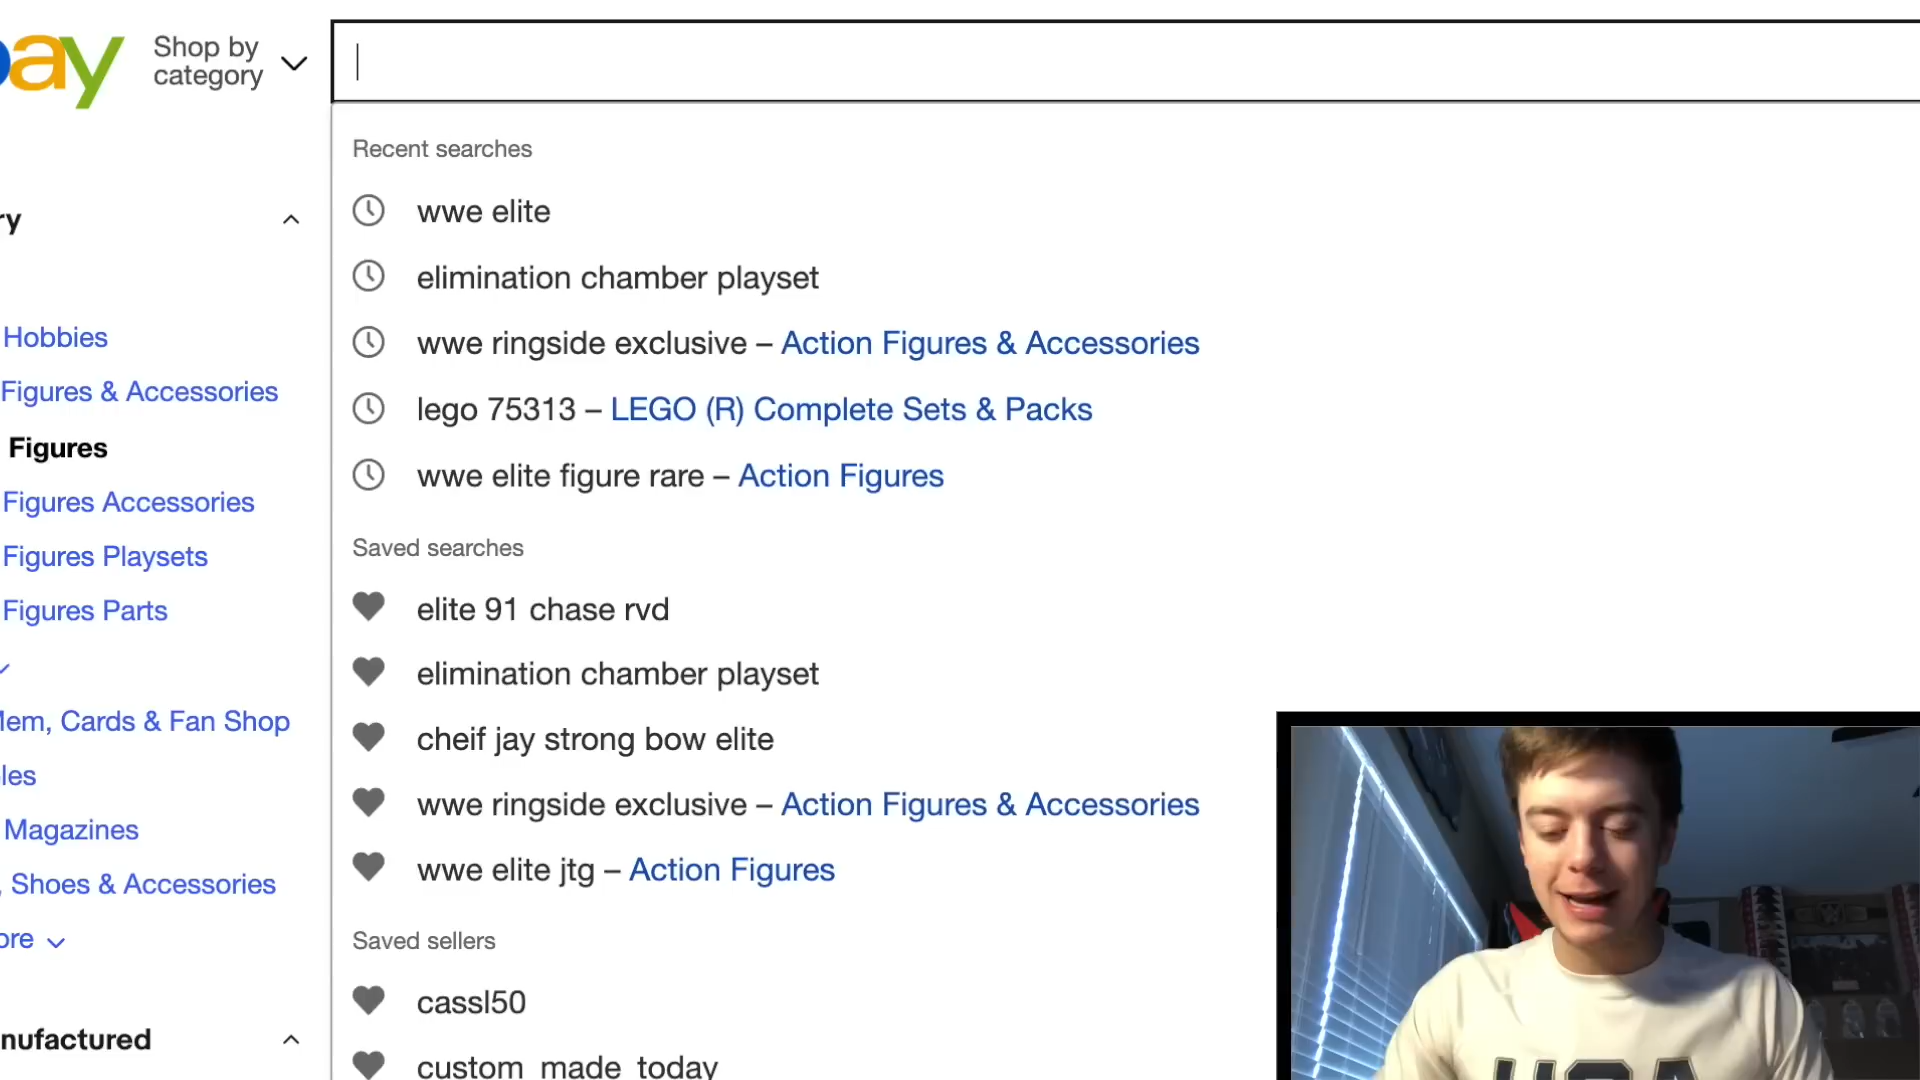 ay
Shop by
category
Recent searches
wwe elite
elimination chamber playset
wwe ringside exclusive – Action Figures & Accessories
lego 75313 – LEGO (R) Complete Sets & Packs
wwe elite figure rare – Action Figures
Saved searches
elite 91 chase rvd
elimination chamber playset
cheif jay strong bow elite
wwe ringside exclusive – Action Figures & Accessories
wwe elite jtg – Action Figures
Saved sellers
cassl50
custom_made_today
ry
Hobbies
Figures & Accessories
Figures
Figures Accessories
Figures Playsets
Figures Parts
Mem, Cards & Fan Shop
les
Magazines
, Shoes & Accessories
ore
nufactured
USA